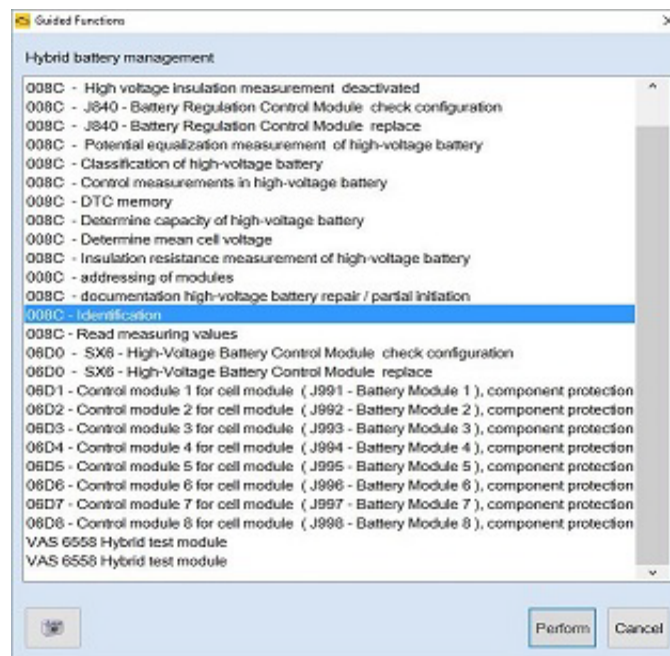 Guided Functions
Hybrid battery management
008C - High voltage insulation measurement deactivated
008C - J840 - Battery Regulation Control Module check configuration
008C - J840 - Battery Regulation Control Module replace
008C - Potential equalization measurement of high-voltage battery
008C - Classification of high-voltage battery
008C - Control measurements in high-voltage battery
008C - DTC memory
008C - Determine capacity of high-voltage battery
008C - Determine mean cell voltage
008C - Insulation resistance measurement of high-voltage battery
008C - addressing of modules
008C - documentation high-voltage battery repair / partial initiation
008C - Identification
008C - Read measuring values
06D0 - SX6 - High-Voltage Battery Control Module check configuration
06D0 - SX6 - High-Voltage Battery Control Module replace
06D1 - Control module 1 for cell module ( J991 - Battery Module 1 ), component protection
06D2 - Control module 2 for cell module ( J992 - Battery Module 2 ), component protection
06D3 - Control module 3 for cell module ( J993 - Battery Module 3 ), component protection
06D4 - Control module 4 for cell module ( J994 - Battery Module 4 ), component protection
06D5 - Control module 5 for cell module ( J995 - Battery Module 5 ), component protection
06D6 - Control module 6 for cell module ( J996 - Battery Module 6 ), component protection
06D7 - Control module 7 for cell module ( J997 - Battery Module 7 ), component protection
06D8 - Control module 8 for cell module ( J998 - Battery Module 8 ), component protection
VAS 6558 Hybrid test module
VAS 6558 Hybrid test module
Perform
Cancel